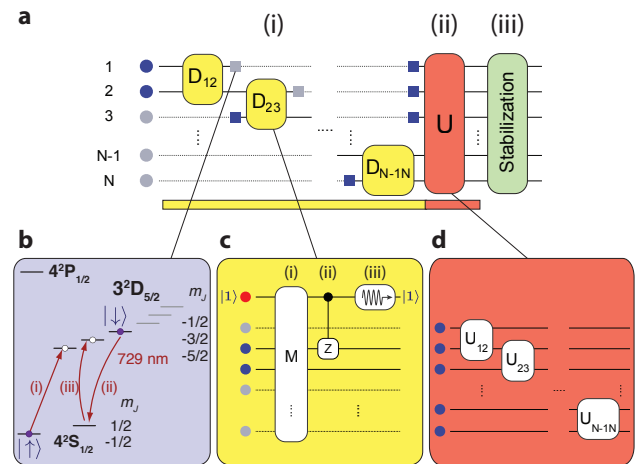 a
(i) (ii) (iii)
1
2
3
N-1
N
D12
D23
DN-1N
U
Stabilization
b
4²P1/2
3²D5/2
mJ
|↓⟩
-1/2
-3/2
-5/2
729 nm
(i) (iii) (ii)
mJ
4²S1/2
1/2
-1/2
|↑⟩
c
(i) (ii) (iii)
|1⟩ |1⟩
M
Z
d
U12
U23
UN-1N